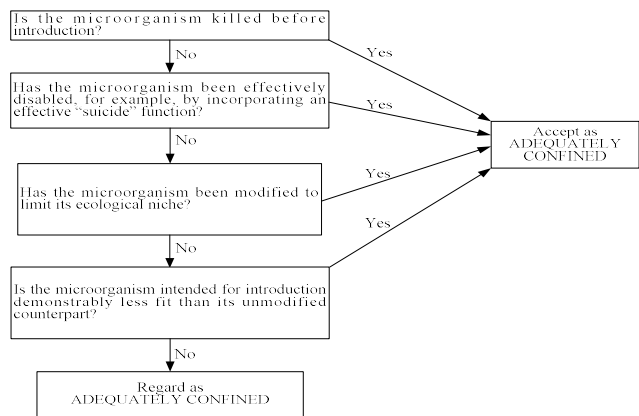 Is the microorganism killed before
introduction?
Yes
No
Has the microorganism been effectively
disabled, for example, by incorporating an
effective "suicide" function?
Yes
Accept as
ADEQUATELY
CONFINED
No
Has the microorganism been modified to
limit its ecological niche?
Yes
Yes
No
Is the microorganism intended for introduction
demonstrably less fit than its unmodified
counterpart?
No
Regard as
ADEQUATELY CONFINED